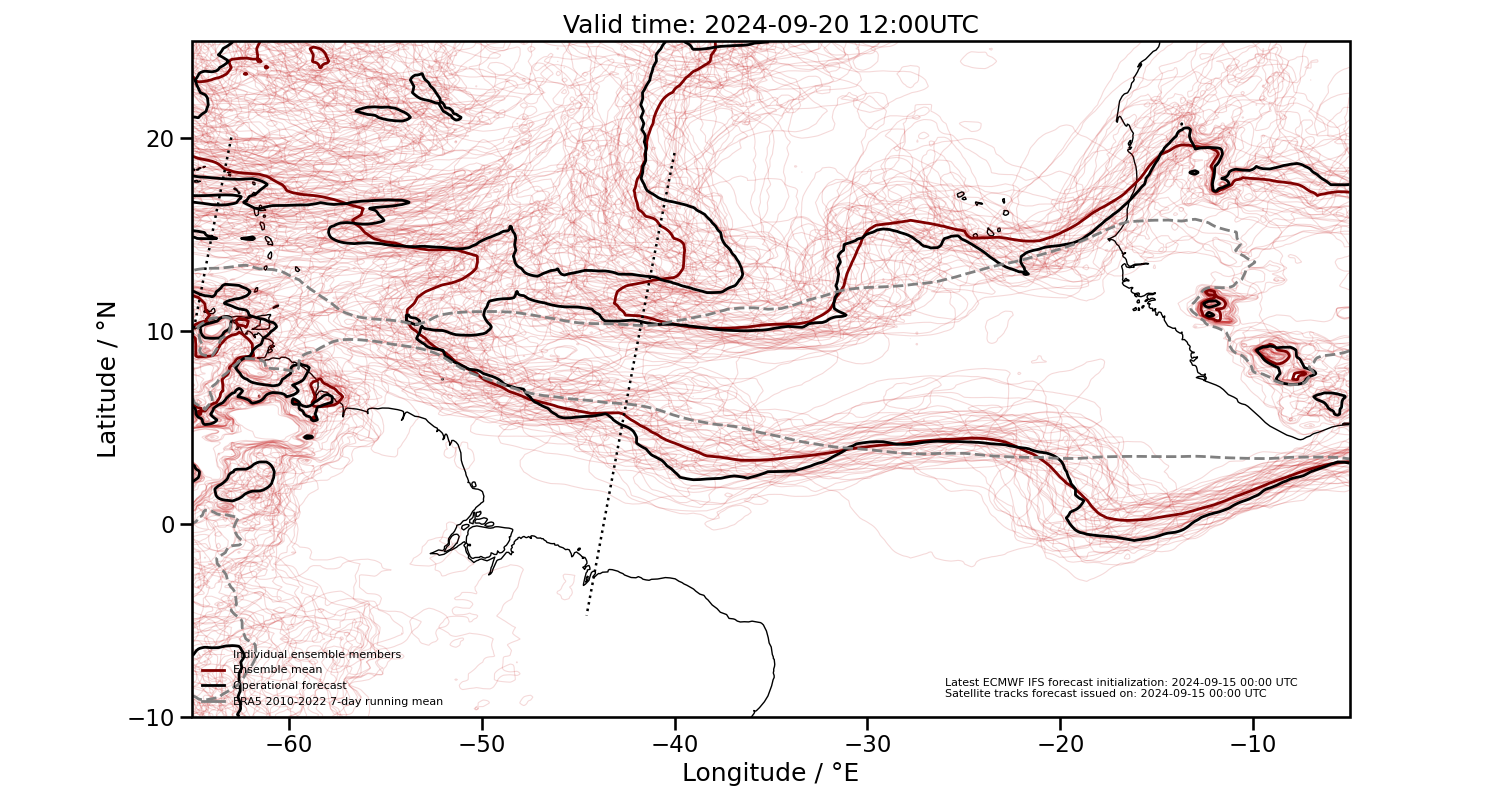 Valid time: 2024-09-20 12:00UTC
20
10
0
−10
Latitude / °N
Individual ensemble members
Ensemble mean
Operational forecast
ERA5 2010-2022 7-day running mean
Latest ECMWF IFS forecast initialization: 2024-09-15 00:00 UTC
Satellite tracks forecast issued on: 2024-09-15 00:00 UTC
−60
−50
−40
−30
−20
−10
Longitude / °E